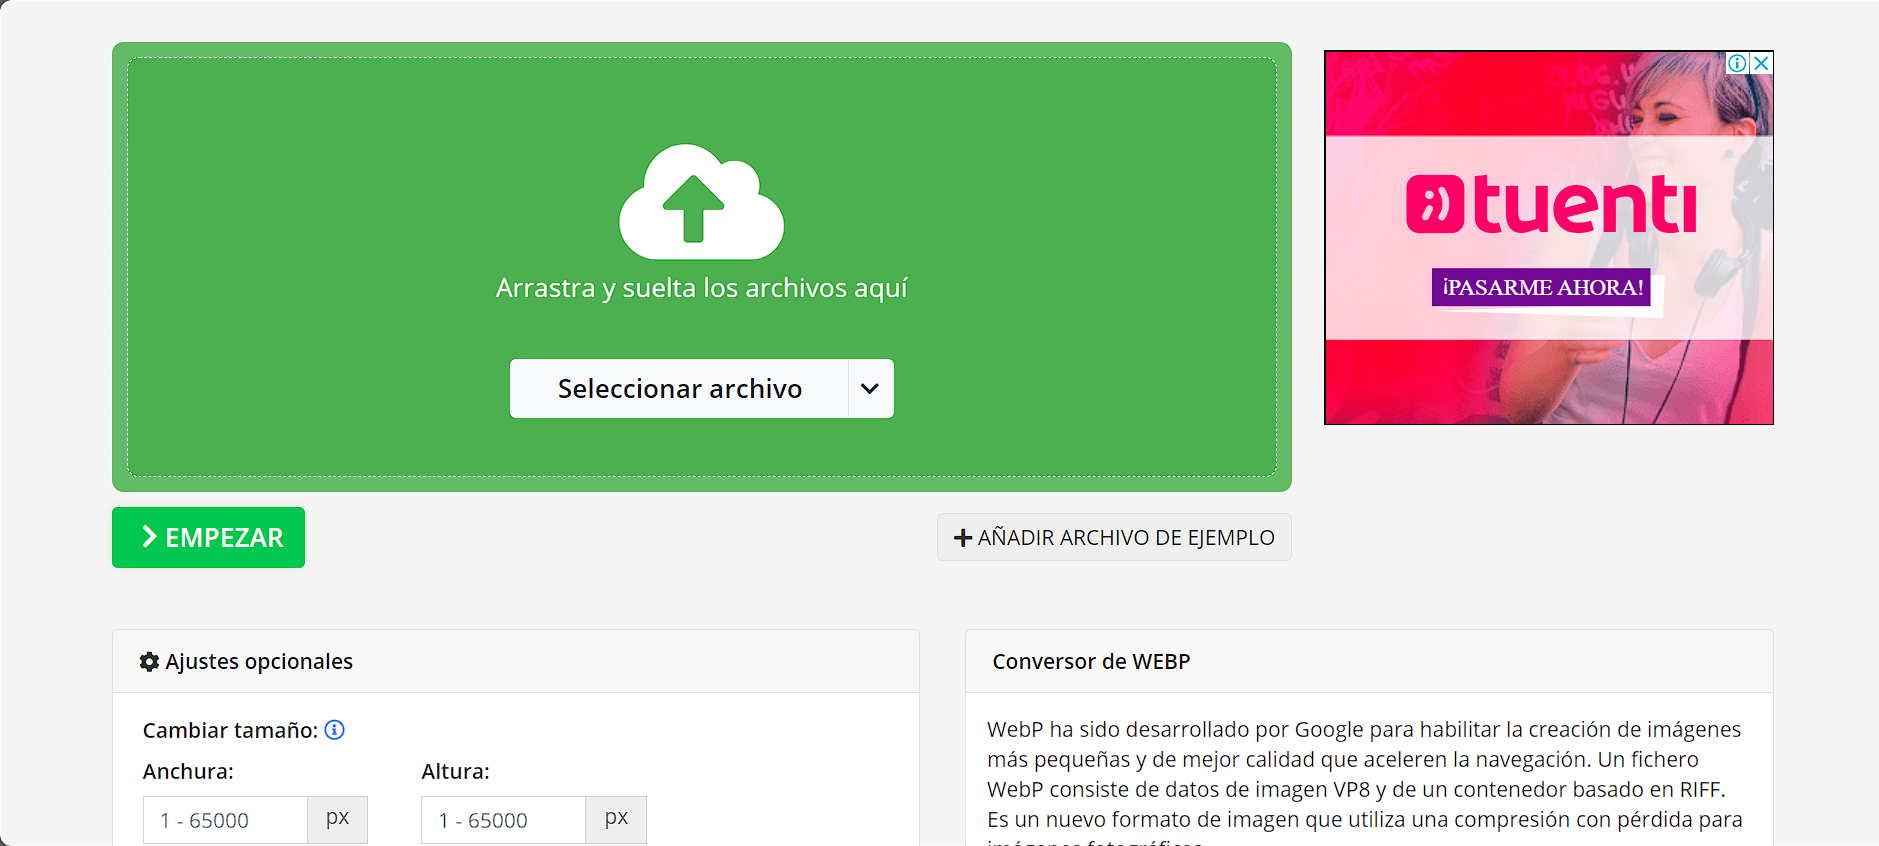 Arrastra y suelta los archivos aquí
Seleccionar archivo
tuenti
¡PASARME AHORA!
EMPEZAR
AÑADIR ARCHIVO DE EJEMPLO
Ajustes opcionales
Cambiar tamaño:
Anchura:
Altura:
1 - 65000
px
1 - 65000
px
Conversor de WEBP
WebP ha sido desarrollado por Google para habilitar la creación de imágenes
más pequeñas y de mejor calidad que aceleren la navegación. Un fichero
WebP consiste de datos de imagen VP8 y de un contenedor basado en RIFF.
Es un nuevo formato de imagen que utiliza una compresión con pérdida para